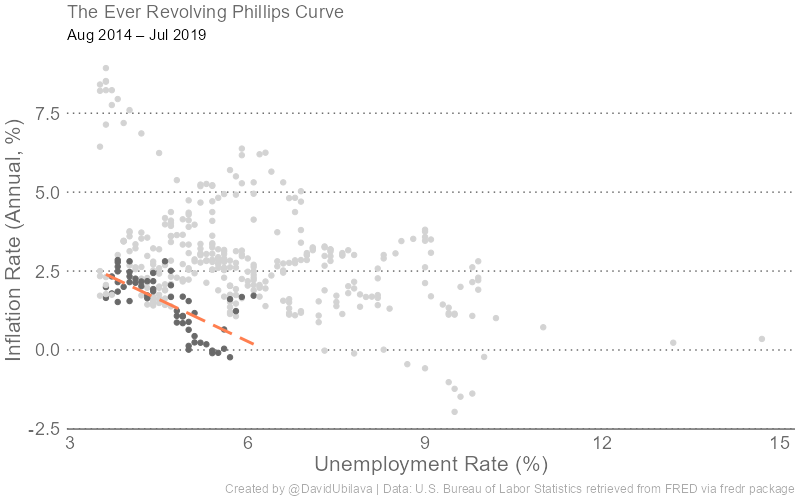 The Ever Revolving Phillips Curve
Aug 2014 – Jul 2019
Inflation Rate (Annual, %)
7.5
5.0
2.5
0.0
-2.5
3 6 9 12 15
Unemployment Rate (%)
Created by @DavidUbilava | Data: U.S. Bureau of Labor Statistics retrieved from FRED via fredr package